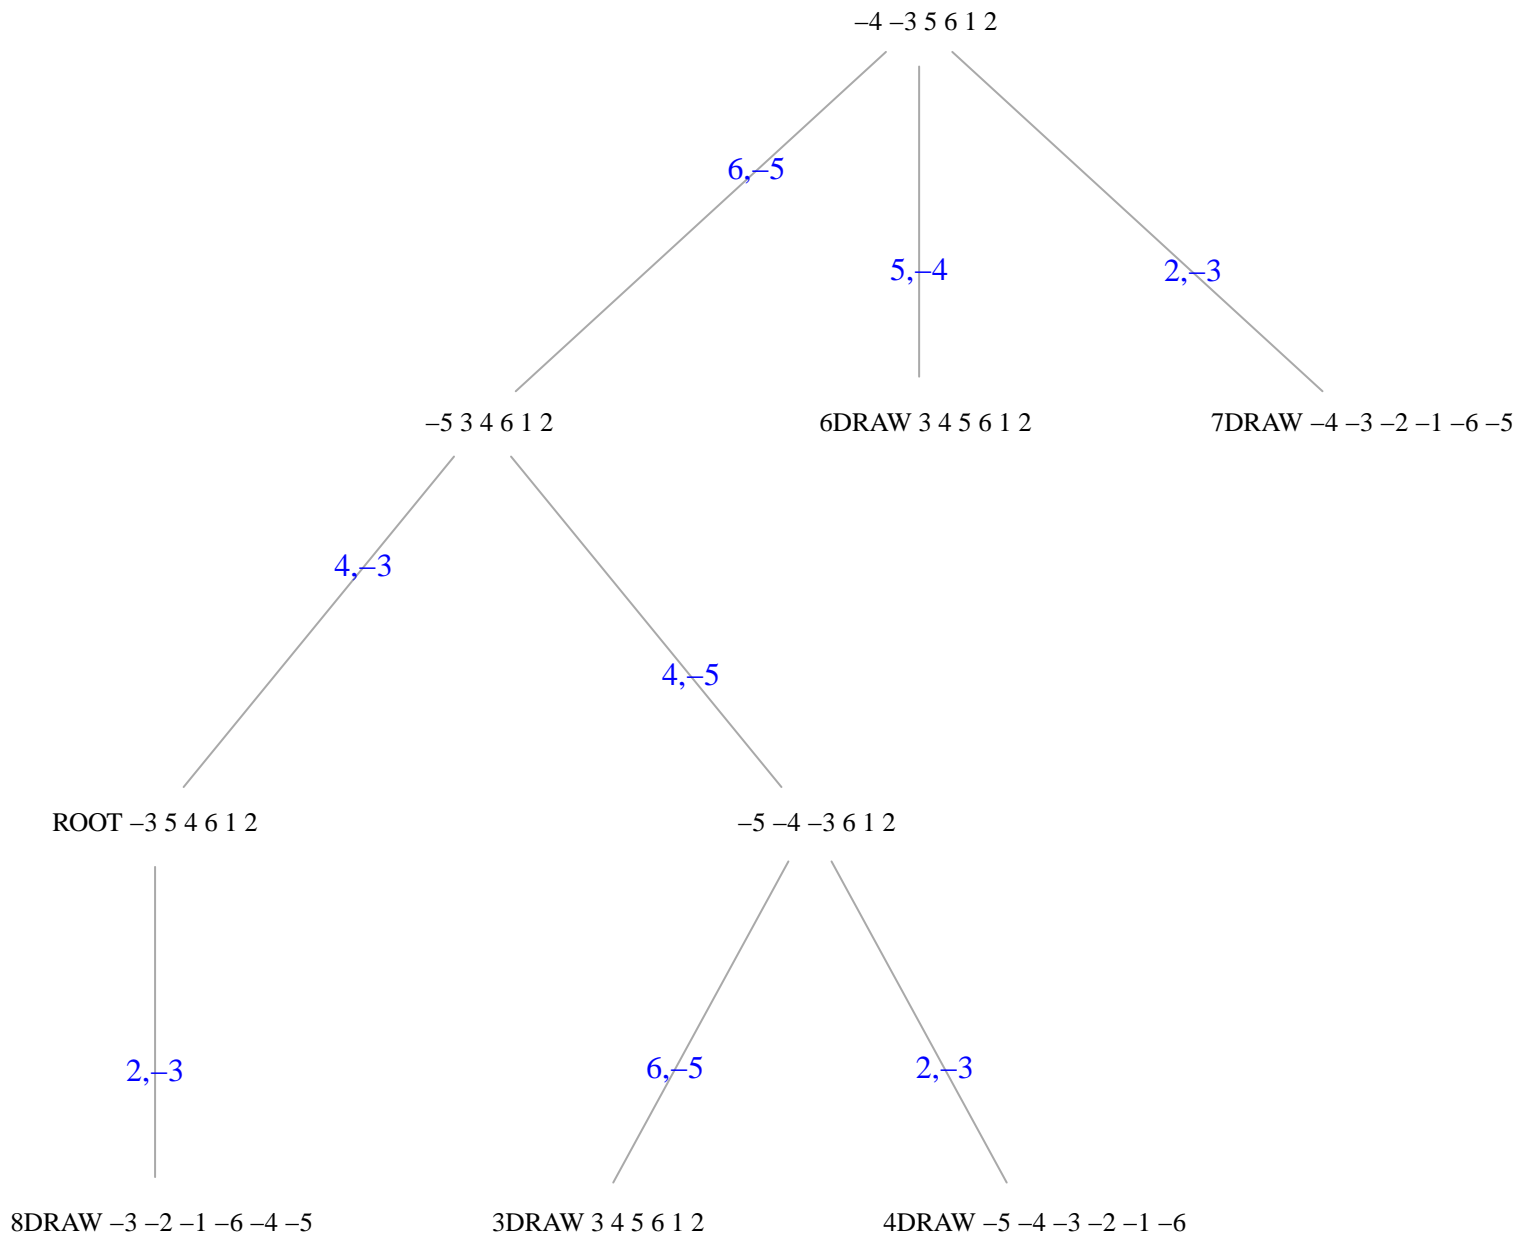 –4 –3 5 6 1 2
6,–5
5,–4
2,–3
–5 3 4 6 1 2
6DRAW 3 4 5 6 1 2
7DRAW –4 –3 –2 –1 –6 –5
4,–3
4,–5
ROOT –3 5 4 6 1 2
–5 –4 –3 6 1 2
2,–3
6,–5
2,–3
8DRAW –3 –2 –1 –6 –4 –5
3DRAW 3 4 5 6 1 2
4DRAW –5 –4 –3 –2 –1 –6